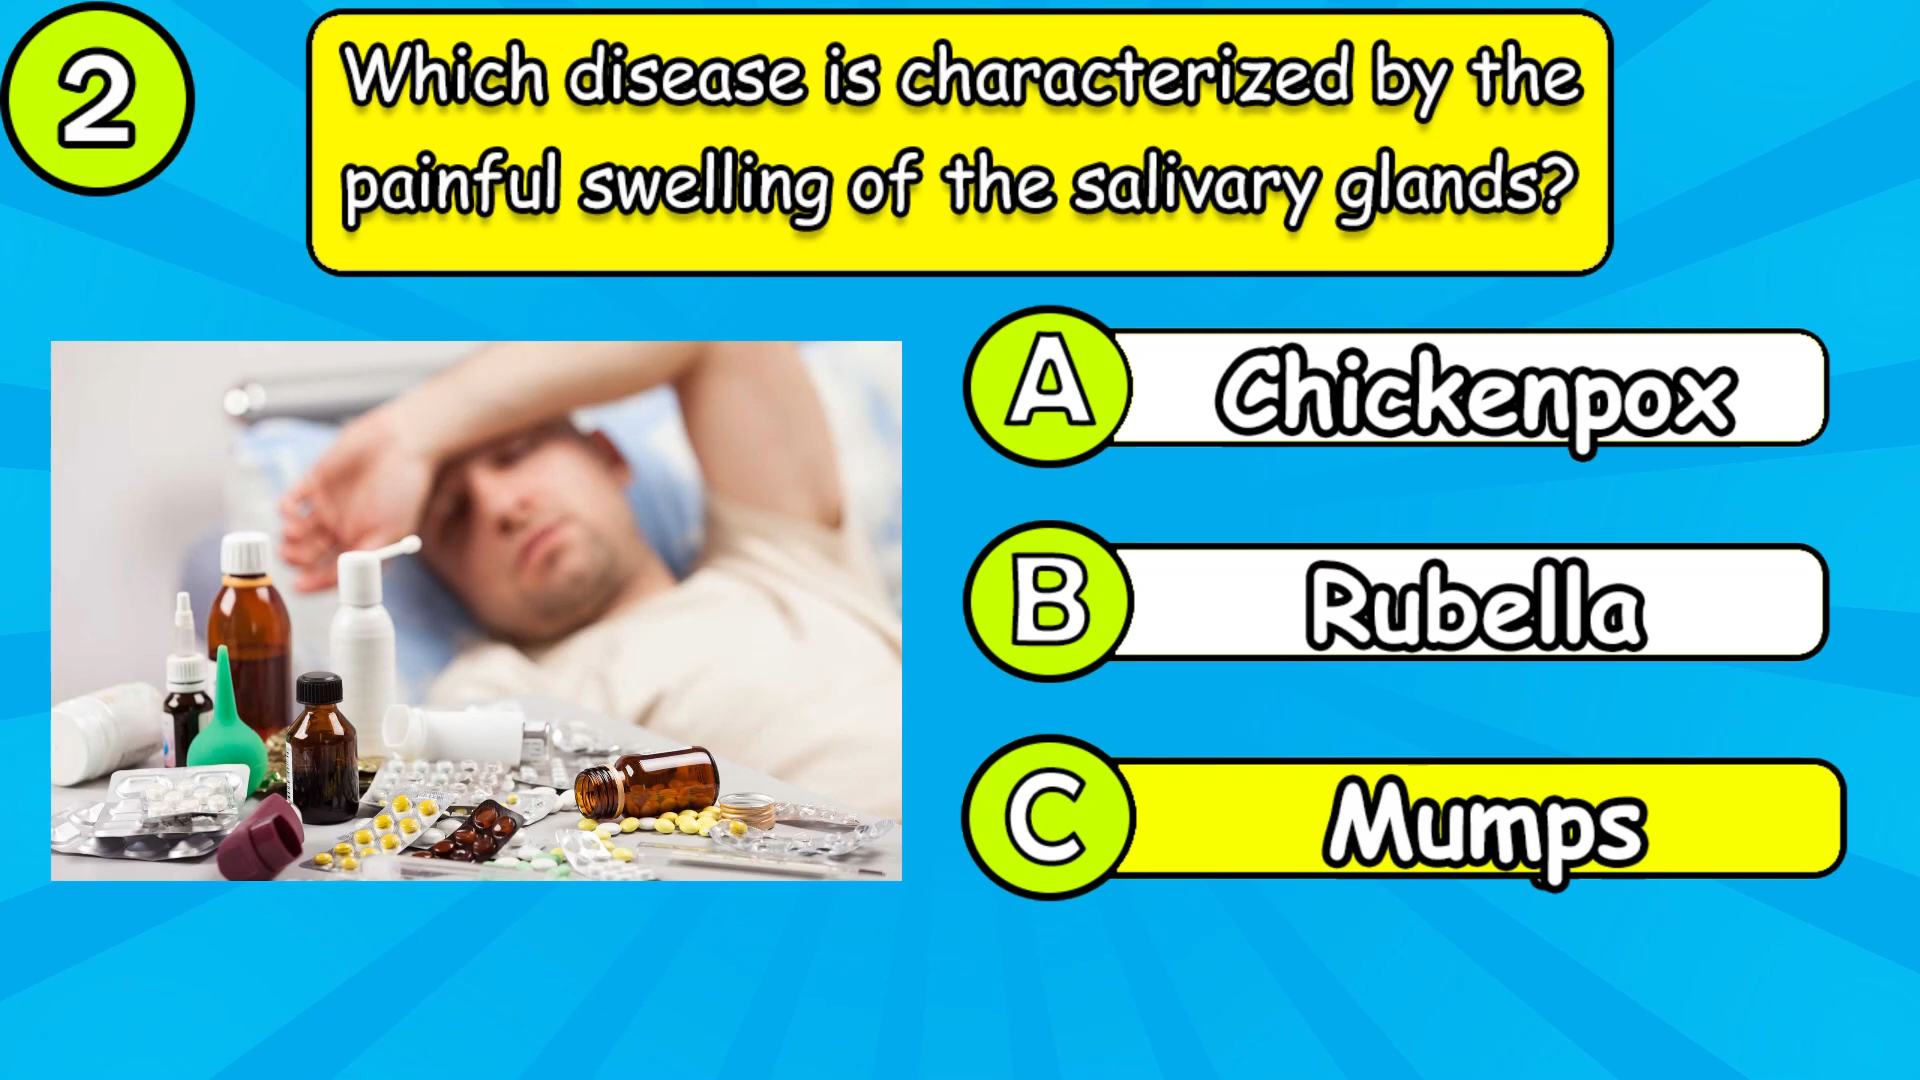 2
Which disease is characterized by the
painful swelling of the salivary glands?
A Chickenpox
B Rubella
C Mumps